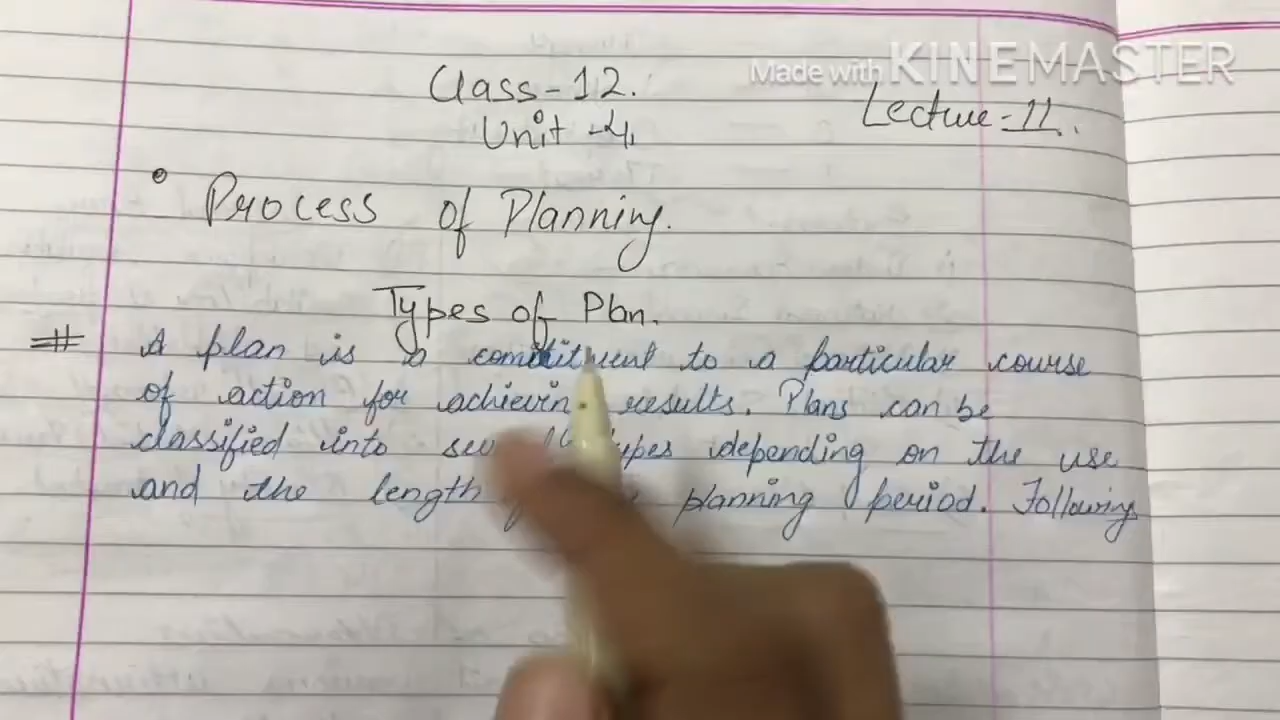 Made with KINEMASTER
Class-12.
Unit-4.
Lecture-11.
• Process of Planning.
Types of Plan.
# A plan is a to a particular course
of action for achievin results. Plans can be
classified into types depending on the use
and the length planning period. Following